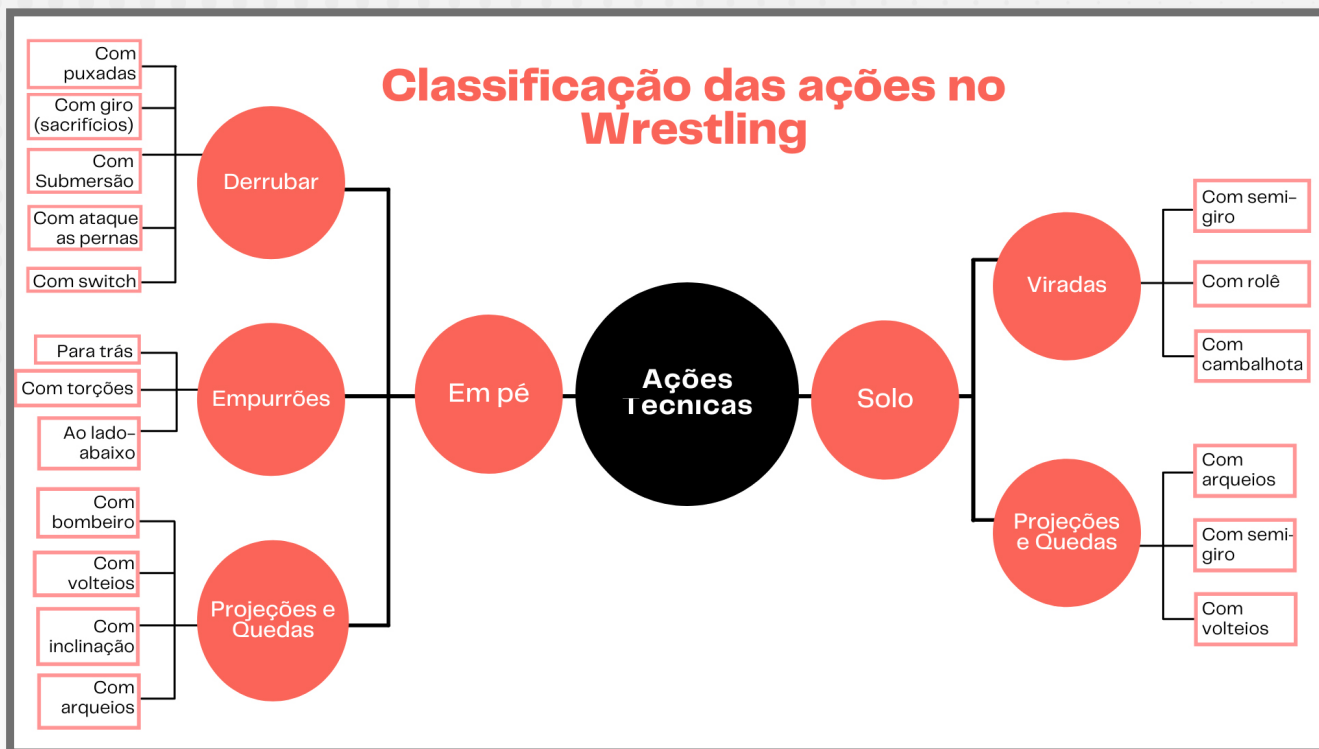 Classificação das ações no
Wrestling
Com
puxadas
Com giro
(sacrifícios)
Com
Submersão
Com ataque
as pernas
Com switch
Derrubar
Para trás
Com torções
Ao lado-
abaixo
Empurrões
Com
bombeiro
Com
volteios
Com
inclinação
Com
arqueios
Projeções e
Quedas
Em pé
Ações
Tecnicas
Solo
Viradas
Com semi-
giro
Com rolê
Com
cambalhota
Projeções
e Quedas
Com
arqueios
Com semi-
giro
Com
volteios